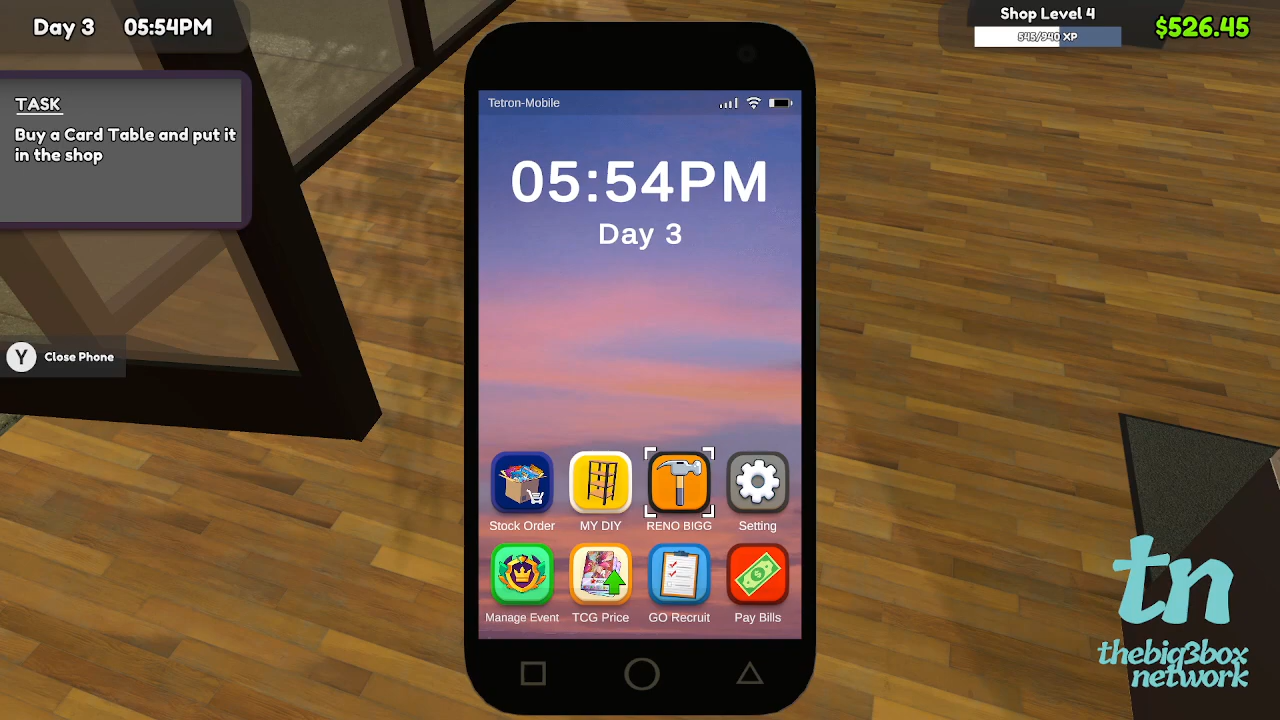 Day 3 05:54PM
Shop Level 4
545/940 XP
$526.45
TASK
Buy a Card Table and put it
in the shop
Y Close Phone
Tetron-Mobile
05:54PM
Day 3
Stock Order MY DIY RENO BIGG Setting
Manage Event TCG Price GO Recruit Pay Bills
tn
thebig3box
network